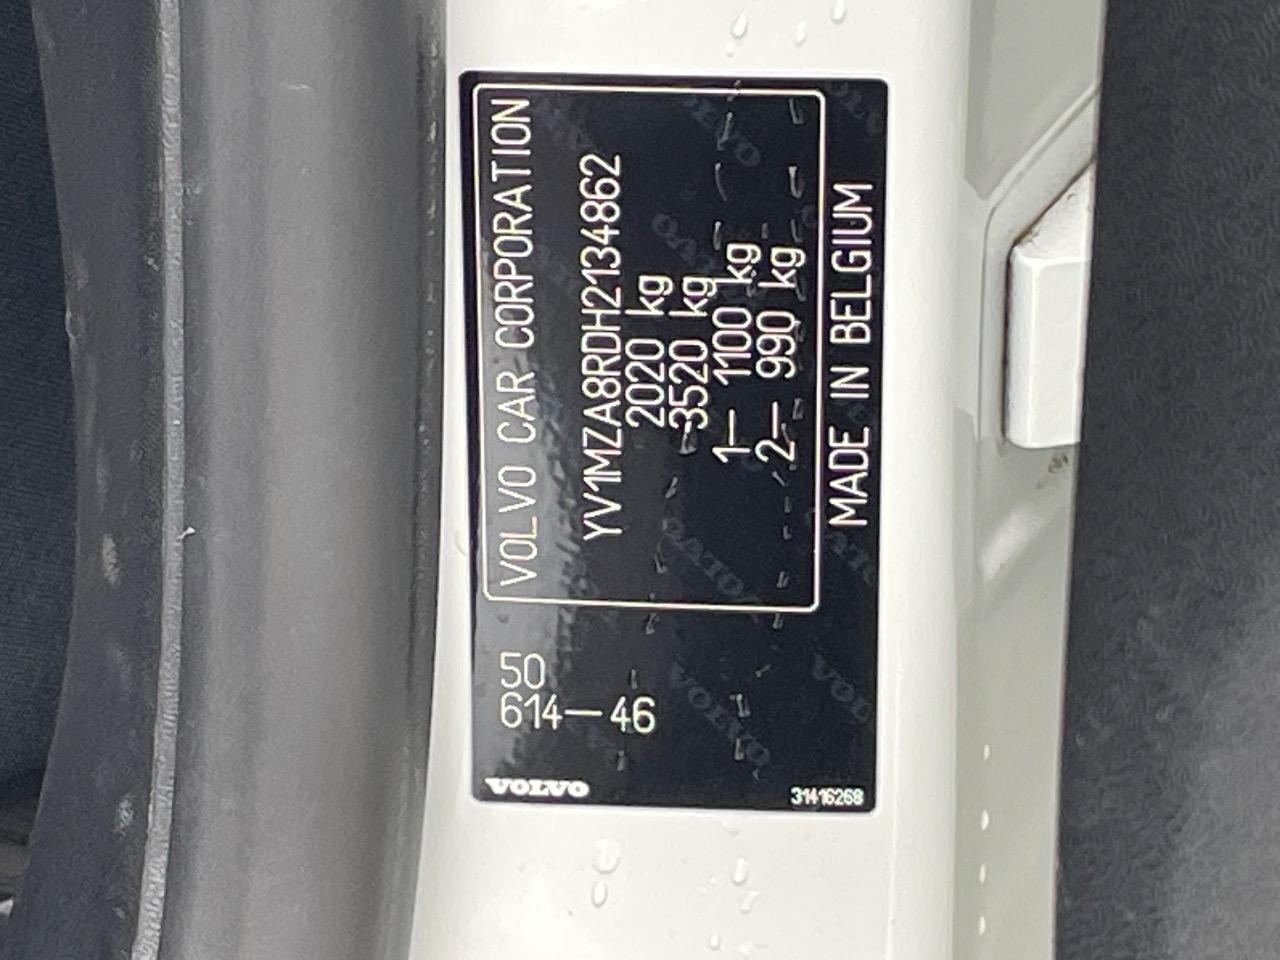 VOLVO CAR CORPORATION
YV1MZA8RDH2134862
2020 kg
3520 kg
1— 1100 kg
2— 990 kg
MADE IN BELGIUM
50
614—46
VOLVO
31416268